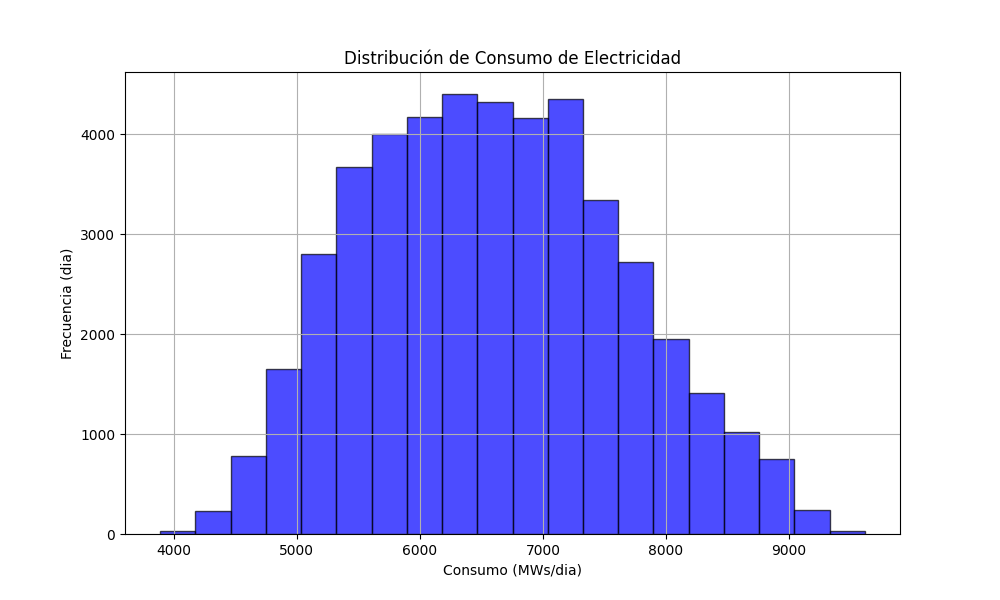 Distribución de Consumo de Electricidad
Frecuencia (dia)
4000
3000
2000
1000
0
4000 5000 6000 7000 8000 9000
Consumo (MWs/dia)